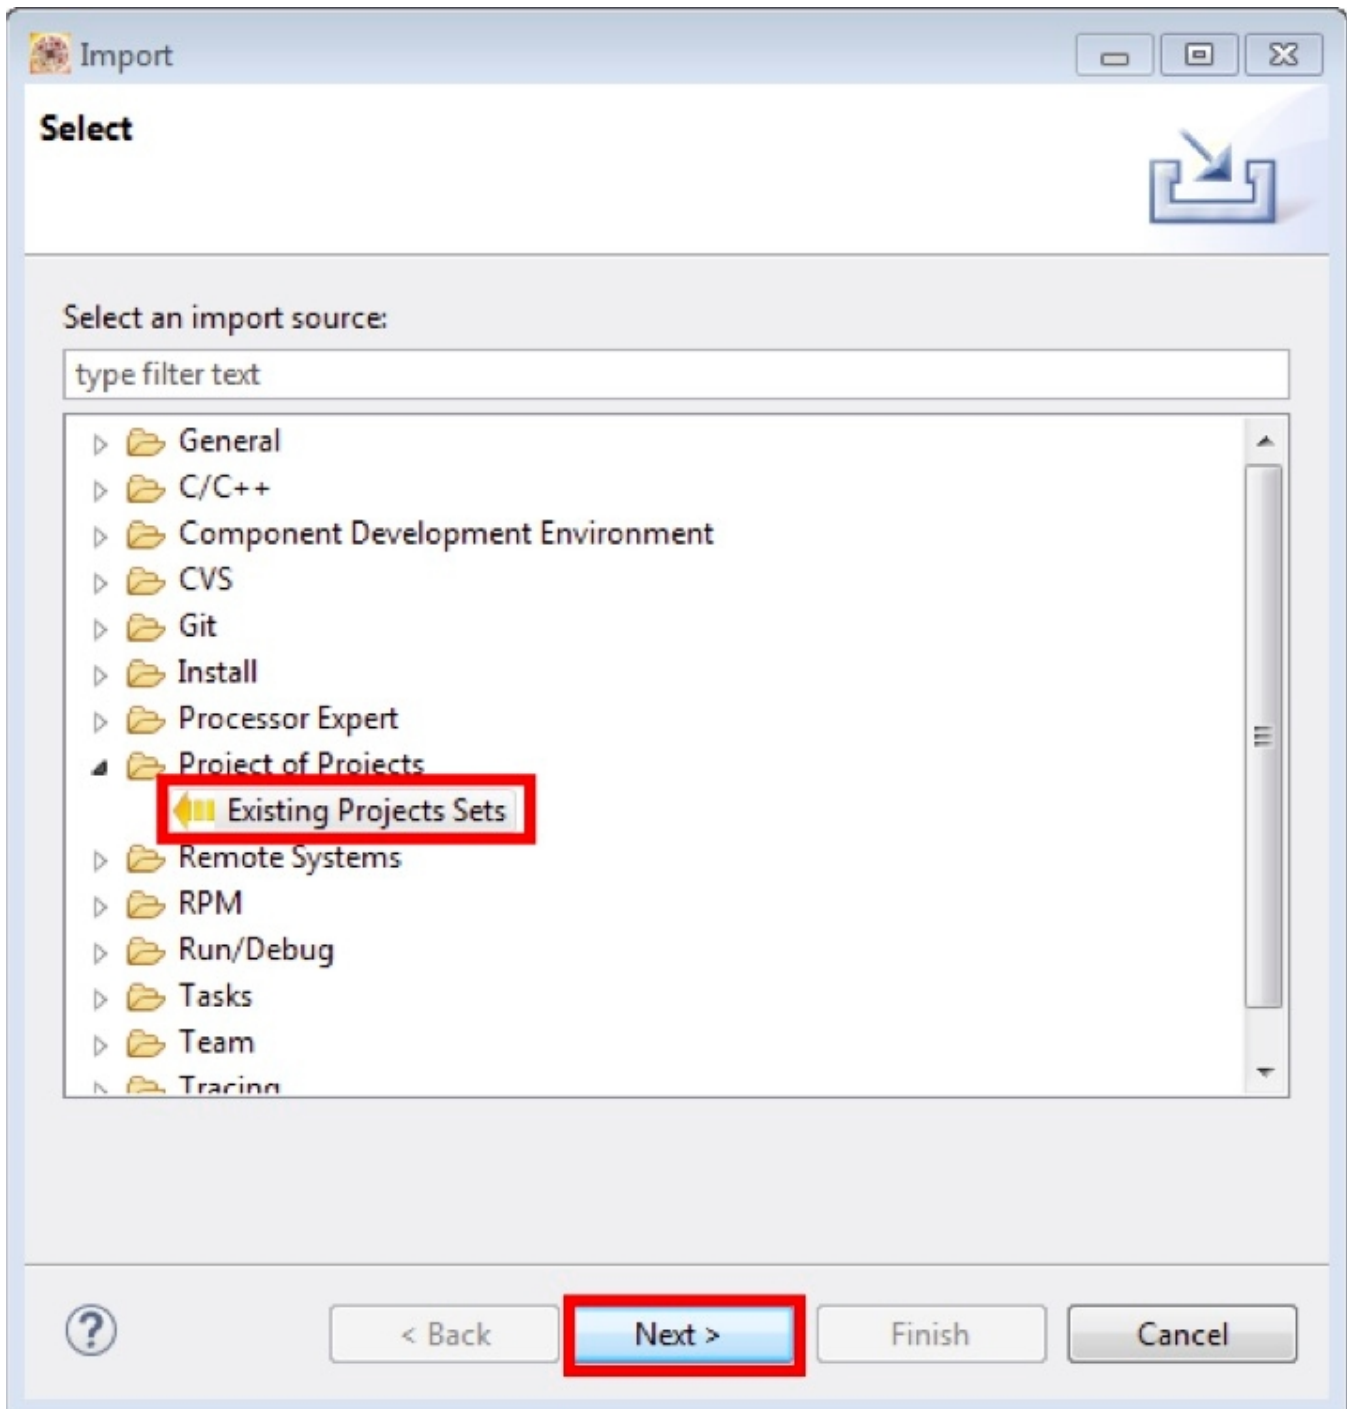 Import
Select
Select an import source:
type filter text
General
C/C++
Component Development Environment
CVS
Git
Install
Processor Expert
Project of Projects
Existing Projects Sets
Remote Systems
RPM
Run/Debug
Tasks
Team
Tracing
? < Back Next > Finish Cancel